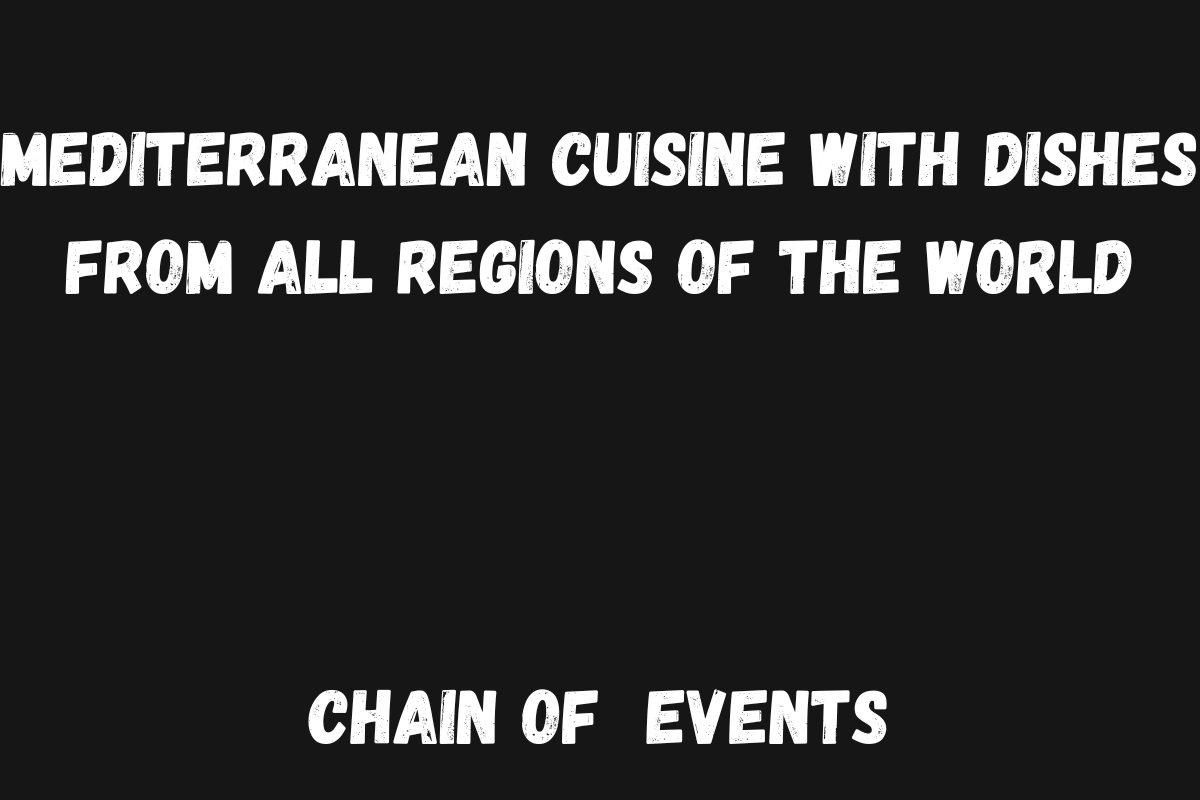 MEDITERRANEAN CUISINE WITH DISHES
FROM ALL REGIONS OF THE WORLD
CHAIN OF  EVENTS